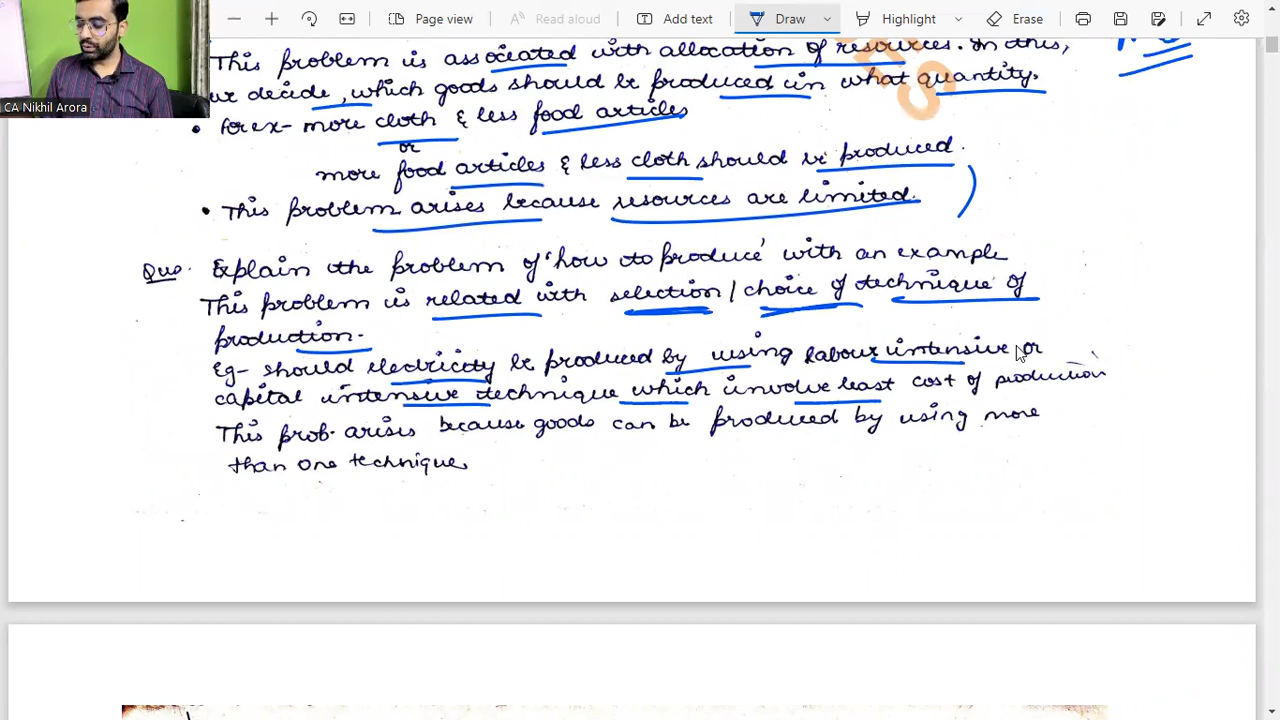 Page view
Read aloud
Add text
Draw
Highlight
Erase
CA Nikhil Arora
This problem is associated with allocation of resources. In this,
we decide, which goods should be produced in what quantity.
• For ex- more cloth & less food articles
or
more food articles & less cloth should be produced.
• This problem arises because resources are limited.
Que. Explain the problem of 'how to produce' with an example
This problem is related with selection / choice of technique of
production.
Eg- should electricity be produced by using labour intensive or
capital intensive technique which involve least cost of production
This prob. arises because goods can be produced by using more
than one technique